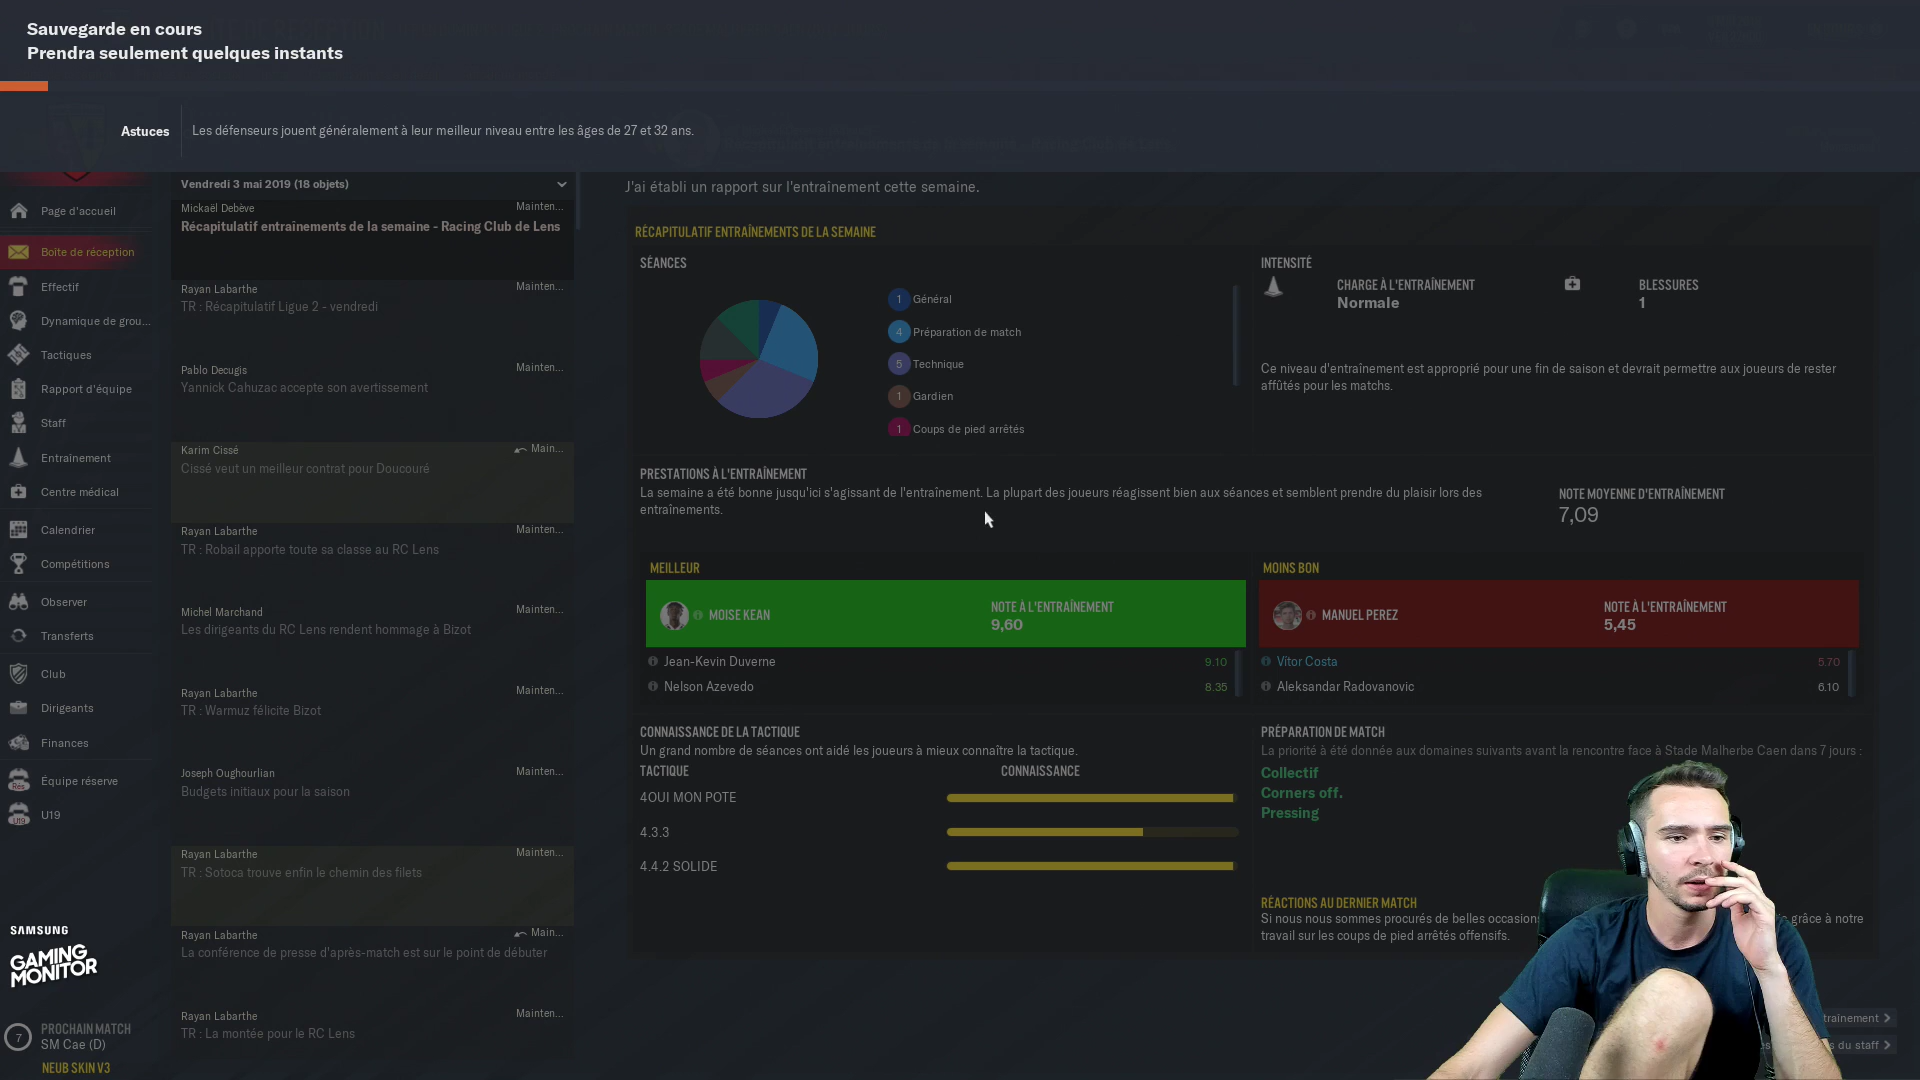 Sauvegarde en cours
Prendra seulement quelques instants
Astuces
Les défenseurs jouent généralement à leur meilleur niveau entre les âges de 27 et 32 ans.
Page d'accueil
Boîte de réception
Effectif
Dynamique de grou...
Tactiques
Rapport d'équipe
Staff
Entraînement
Centre médical
Calendrier
Compétitions
Observer
Transferts
Club
Dirigeants
Finances
Rés
Équipe réserve
U19
U19
SAMSUNG
GAMING
MONITOR
7
PROCHAIN MATCH
SM Cae (D)
NEUB SKIN V3
Vendredi 3 mai 2019 (18 objets)
Mickaël Debève
Mainten...
Récapitulatif entraînements de la semaine - Racing Club de Lens
Rayan Labarthe
Mainten...
TR : Récapitulatif Ligue 2 - vendredi
Pablo Decugis
Mainten...
Yannick Cahuzac accepte son avertissement
Karim Cissé
Main...
Cissé veut un meilleur contrat pour Doucouré
Rayan Labarthe
Mainten...
TR : Robail apporte toute sa classe au RC Lens
Michel Marchand
Mainten...
Les dirigeants du RC Lens rendent hommage à Bizot
Rayan Labarthe
Mainten...
TR : Warmuz félicite Bizot
Joseph Oughourlian
Mainten...
Budgets initiaux pour la saison
Rayan Labarthe
Mainten...
TR : Sotoca trouve enfin le chemin des filets
Rayan Labarthe
Main...
La conférence de presse d'après-match est sur le point de débuter
Rayan Labarthe
Mainten...
TR : La montée pour le RC Lens
J'ai établi un rapport sur l'entraînement cette semaine.
RÉCAPITULATIF ENTRAÎNEMENTS DE LA SEMAINE
SÉANCES
1 Général
4 Préparation de match
5 Technique
1 Gardien
1 Coups de pied arrêtés
INTENSITÉ
CHARGE À L'ENTRAÎNEMENT
Normale
BLESSURES
1
Ce niveau d'entraînement est approprié pour une fin de saison et devrait permettre aux joueurs de rester
affûtés pour les matchs.
PRESTATIONS À L'ENTRAÎNEMENT
La semaine a été bonne jusqu'ici s'agissant de l'entraînement. La plupart des joueurs réagissent bien aux séances et semblent prendre du plaisir lors des
entraînements.
NOTE MOYENNE D'ENTRAÎNEMENT
7,09
MEILLEUR
MOISE KEAN
NOTE À L'ENTRAÎNEMENT
9,60
Jean-Kevin Duverne
9.10
Nelson Azevedo
8.35
MOINS BON
MANUEL PEREZ
NOTE À L'ENTRAÎNEMENT
5,45
Vítor Costa
5.70
Aleksandar Radovanovic
6.10
CONNAISSANCE DE LA TACTIQUE
Un grand nombre de séances ont aidé les joueurs à mieux connaître la tactique.
TACTIQUE
CONNAISSANCE
4OUI MON POTE
4.3.3
4.4.2 SOLIDE
PRÉPARATION DE MATCH
La priorité à été donnée aux domaines suivants avant la rencontre face à Stade Malherbe Caen dans 7 jours :
Collectif
Corners off.
Pressing
RÉACTIONS AU DERNIER MATCH
Si nous nous sommes procurés de belles occasions grâce à notre
travail sur les coups de pied arrêtés offensifs.
traînement
du staff